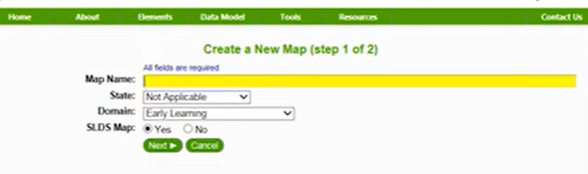 Home About Elements Data Model Tools Resources Contact Us
Create a New Map (step 1 of 2)
All fields are required
Map Name:
State: Not Applicable
Domain: Early Learning
SLDS Map: Yes No
Next ► Cancel